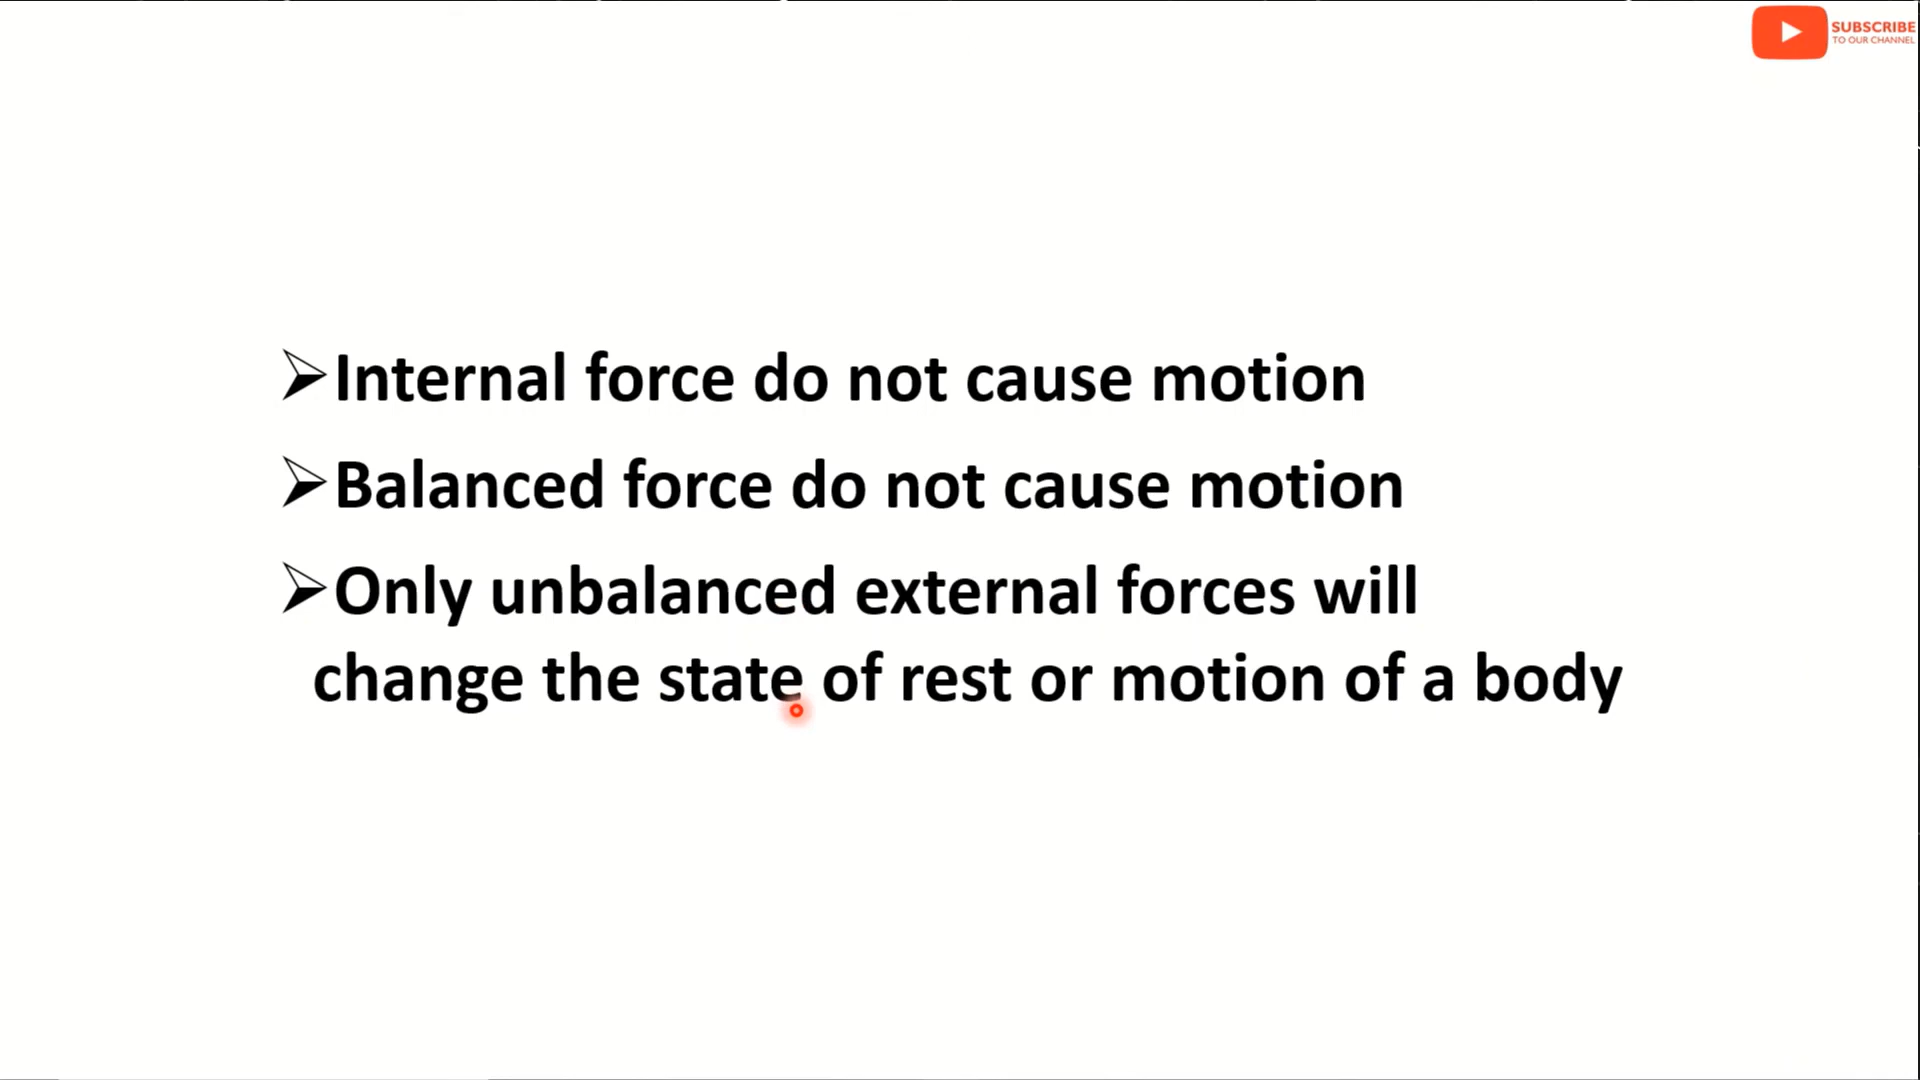 SUBSCRIBE
TO OUR CHANNEL
Internal force do not cause motion
Balanced force do not cause motion
Only unbalanced external forces will
change the state of rest or motion of a body